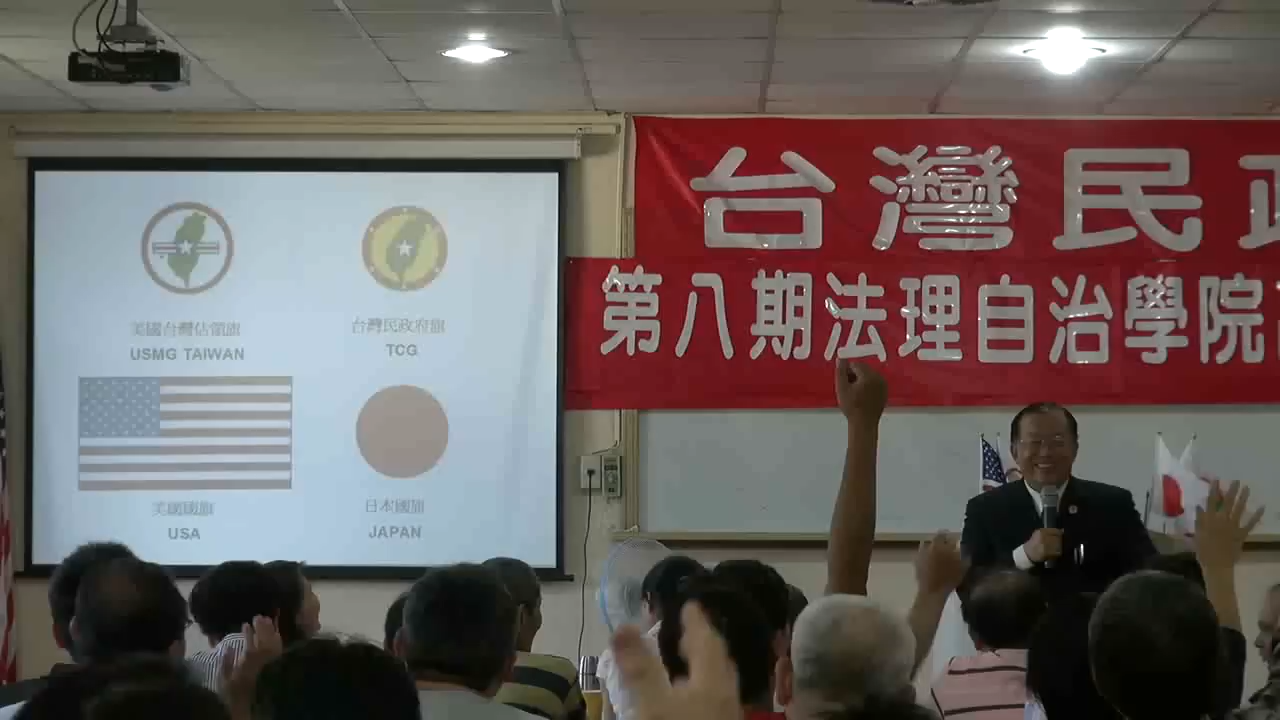 台灣民政
第八期法理自治學院
美國台灣佔領旗
USMG TAIWAN
台灣民政府旗
TCG
美國國旗
USA
日本國旗
JAPAN